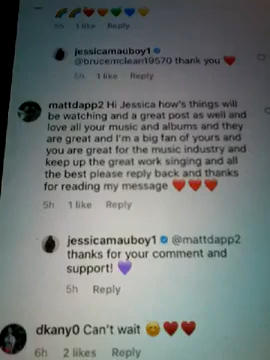 🌈🌈❤️🧡💚💙💛🧡
5h 1 like Reply
jessicamauboy1
@brucemclean19570 thank you ❤️
5h 1 like Reply
mattdapp2 Hi Jessica how's things will
be watching and a great post as well and
love all your music and albums and they
are great and I'm a big fan of yours and
you are great for the music industry and
keep up the great work singing and all
the best please reply back and thanks
for reading my message ❤️❤️❤️
5h 1 like Reply
jessicamauboy1 @mattdapp2
thanks for your comment and
support! 💜
5h Reply
dkany0 Can't wait 😊❤️❤️
6h 2 likes Reply